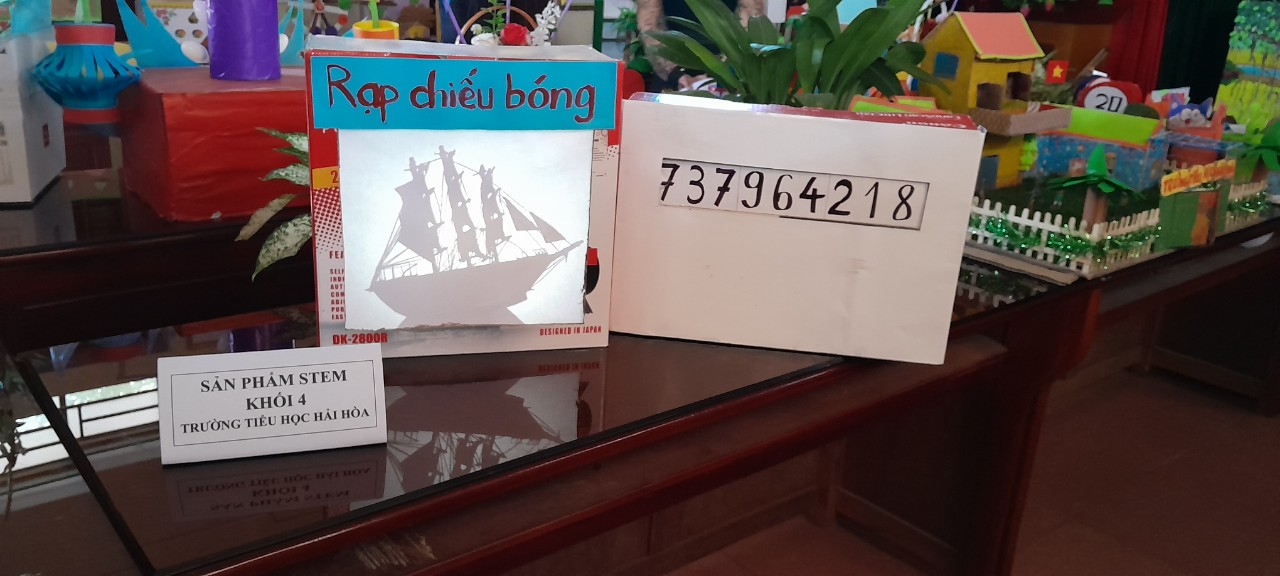 Rạp chiếu bóng
737964218
20
DK-2800R
DESIGNED IN JAPAN
SẢN PHẨM STEM
KHỐI 4
TRƯỜNG TIỂU HỌC HẢI HÒA